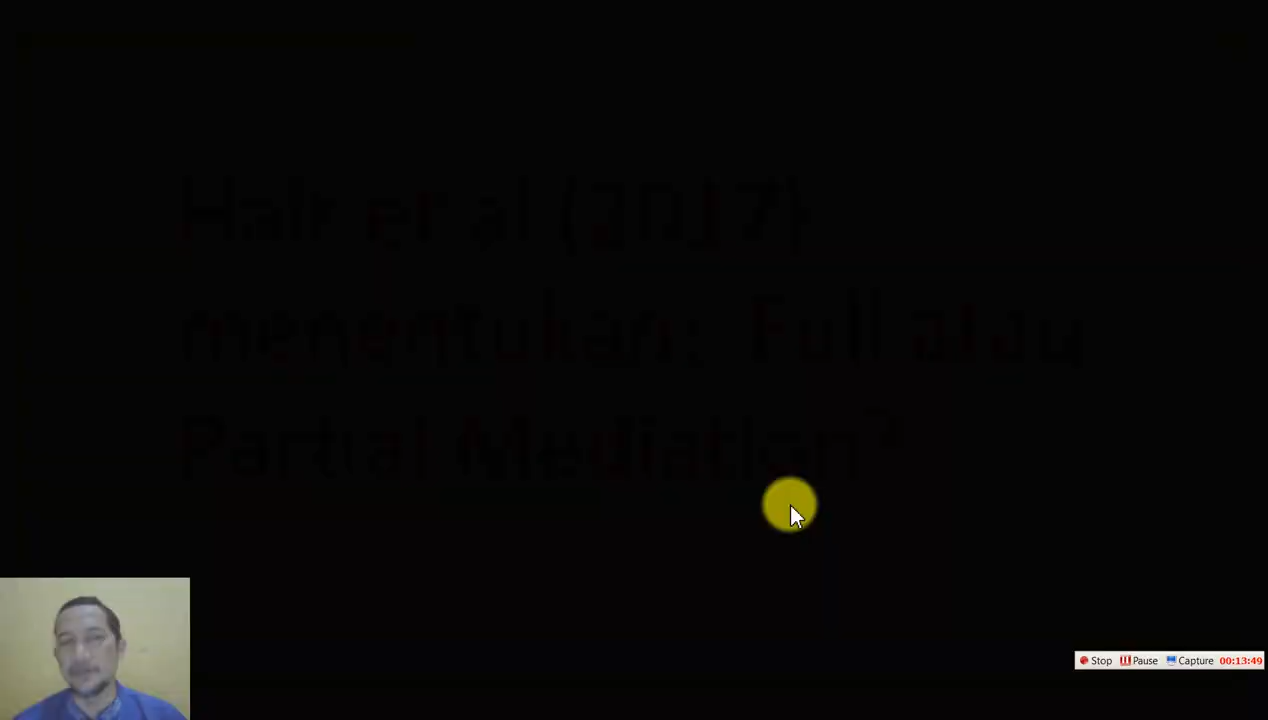 Hair et al (2017)
menentukan: Full atau
Partial Mediation?
Stop Pause Capture 00:13:49